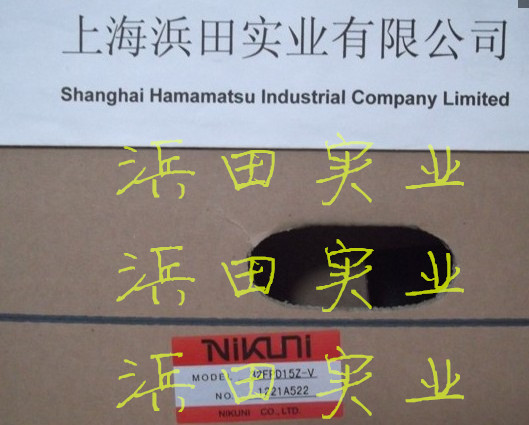 上海浜田实业有限公司
Shanghai Hamamatsu Industrial Company Limited
浜田实业
浜田实业
NIKUNI
MODEL
NO. 1221A522
浜田实业
NIKUNI CO.,LTD.